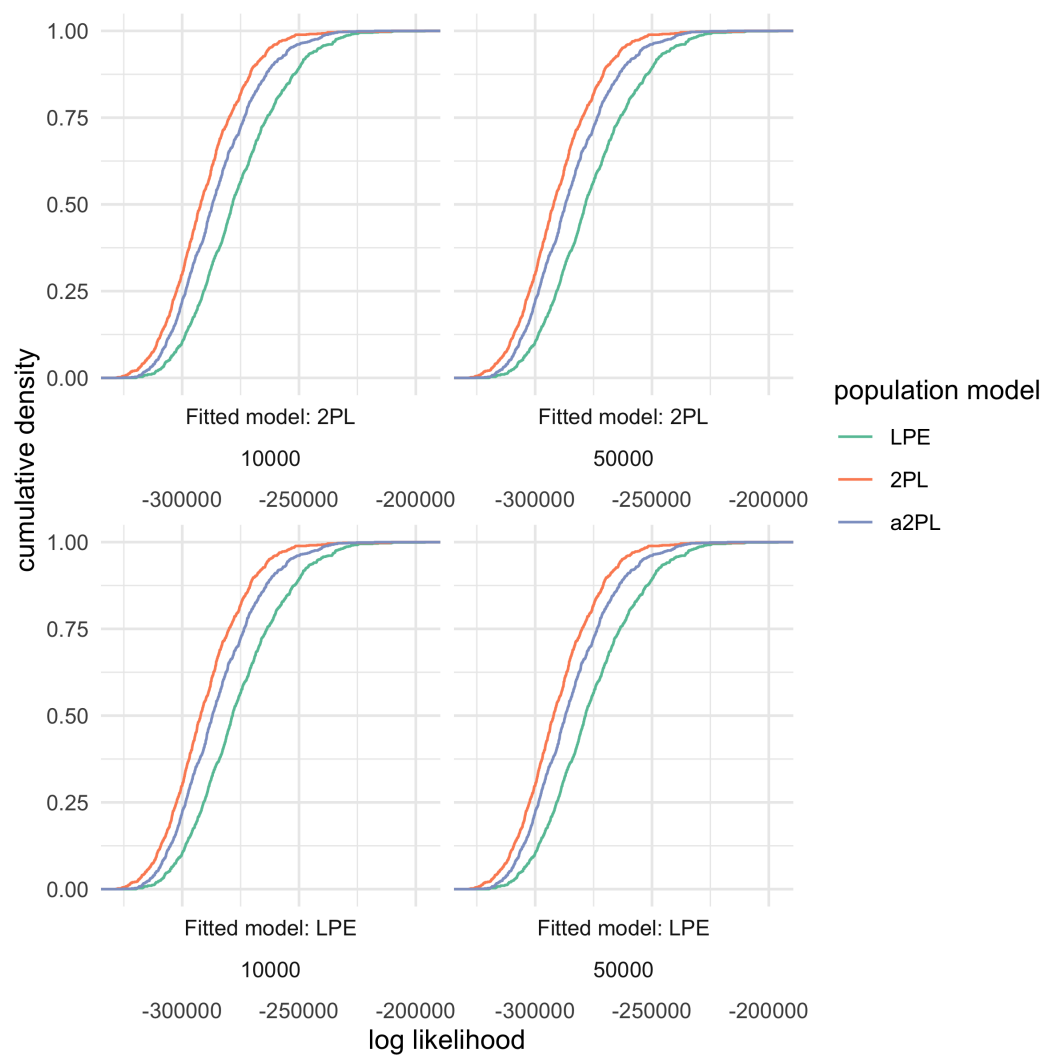 1.00
0.75
0.50
0.25
0.00
Fitted model: 2PL
Fitted model: 2PL
10000
50000
-300000 -250000 -200000
-300000 -250000 -200000
cumulative density
population model
LPE
2PL
a2PL
1.00
0.75
0.50
0.25
0.00
Fitted model: LPE
Fitted model: LPE
10000
50000
-300000 -250000 -200000
-300000 -250000 -200000
log likelihood